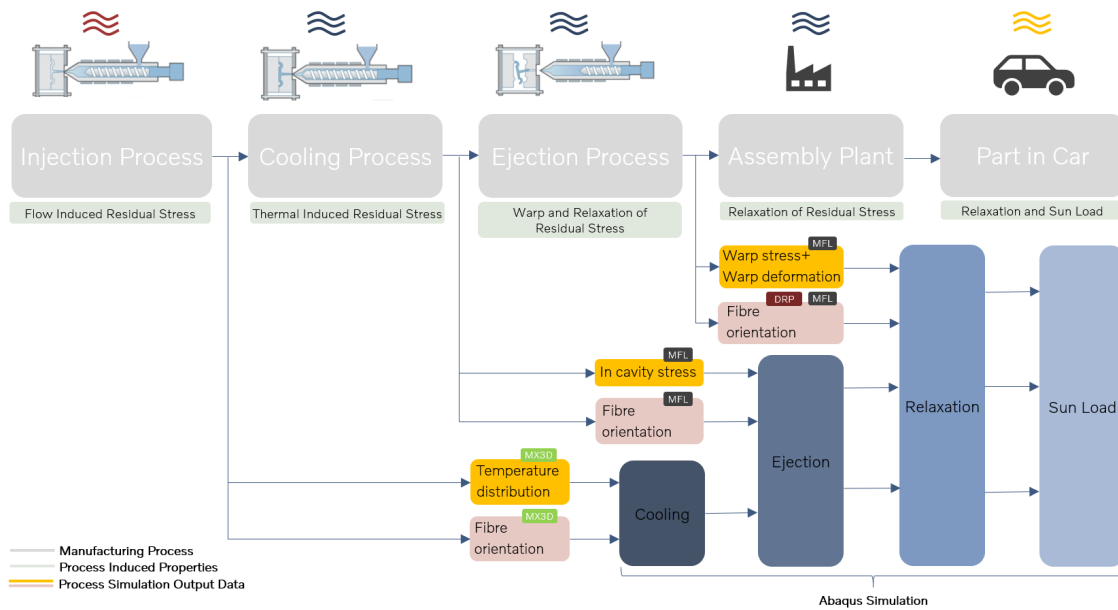 Injection Process
Cooling Process
Ejection Process
Assembly Plant
Part in Car
Flow Induced Residual Stress
Thermal Induced Residual Stress
Warp and Relaxation of
Residual Stress
Relaxation of Residual Stress
Relaxation and Sun Load
MFL
Warp stress+
Warp deformation
DRP
MFL
Fibre
orientation
MFL
In cavity stress
MFL
Fibre
orientation
MX3D
Temperature
distribution
MX3D
Fibre
orientation
Cooling
Ejection
Relaxation
Sun Load
Manufacturing Process
Process Induced Properties
Process Simulation Output Data
Abaqus Simulation